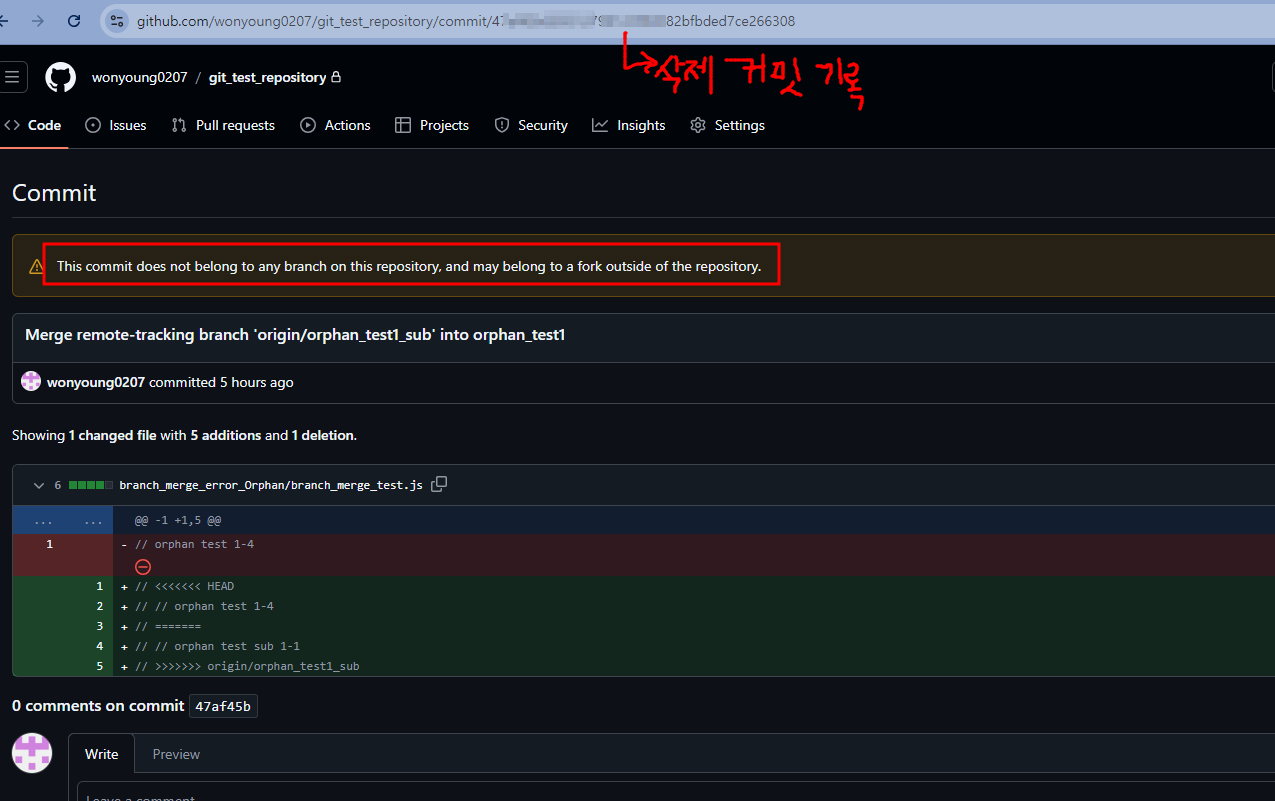 github.com/wonyoung0207/git_test_repository/commit/47 79 82bfbded7ce266308
삭제 커밋 기록
wonyoung0207 / git_test_repository
<> Code Issues Pull requests Actions Projects Security Insights Settings
Commit
This commit does not belong to any branch on this repository, and may belong to a fork outside of the repository.
Merge remote-tracking branch 'origin/orphan_test1_sub' into orphan_test1
wonyoung0207 committed 5 hours ago
Showing 1 changed file with 5 additions and 1 deletion.
6 branch_merge_error_Orphan/branch_merge_test.js
... ... @@ -1 +1,5 @@
1 - // orphan test 1-4
1 + // <<<<<<< HEAD
2 + // // orphan test 1-4
3 + // =======
4 + // // orphan test sub 1-1
5 + // >>>>>>> origin/orphan_test1_sub
0 comments on commit 47af45b
Write Preview
Leave a comment